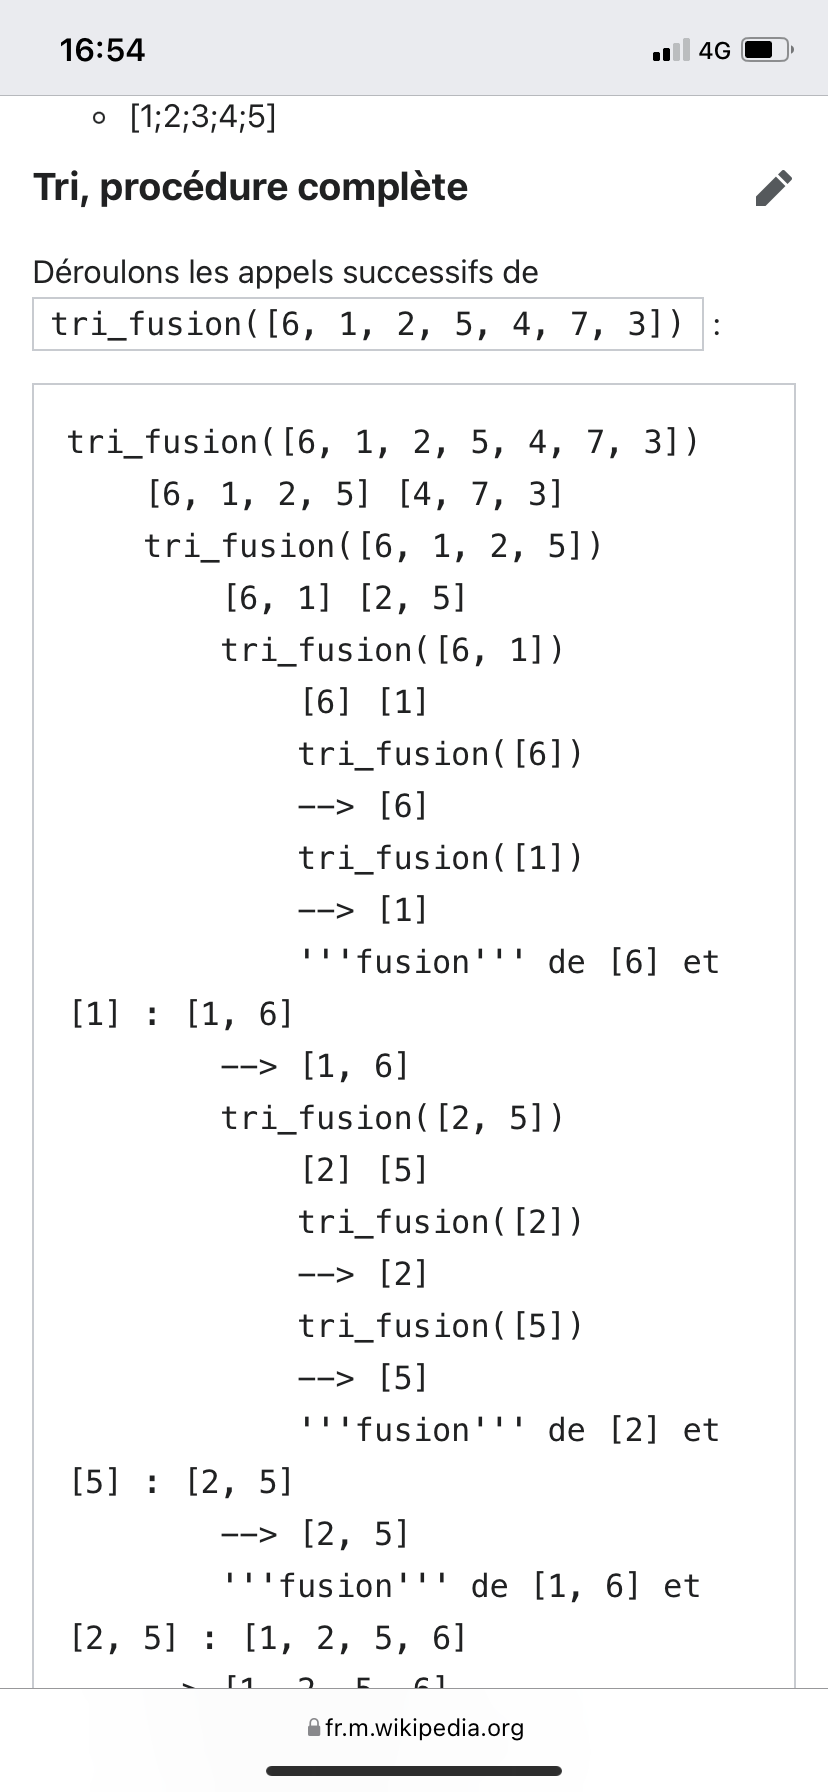 16:54
4G
[1;2;3;4;5]
Tri, procédure complète
Déroulons les appels successifs de
tri_fusion([6, 1, 2, 5, 4, 7, 3]) :
tri_fusion([6, 1, 2, 5, 4, 7, 3])
[6, 1, 2, 5] [4, 7, 3]
tri_fusion([6, 1, 2, 5])
[6, 1] [2, 5]
tri_fusion([6, 1])
[6] [1]
tri_fusion([6])
--> [6]
tri_fusion([1])
--> [1]
'''fusion''' de [6] et
[1] : [1, 6]
--> [1, 6]
tri_fusion([2, 5])
[2] [5]
tri_fusion([2])
--> [2]
tri_fusion([5])
--> [5]
'''fusion''' de [2] et
[5] : [2, 5]
--> [2, 5]
'''fusion''' de [1, 6] et
[2, 5] : [1, 2, 5, 6]
fr.m.wikipedia.org